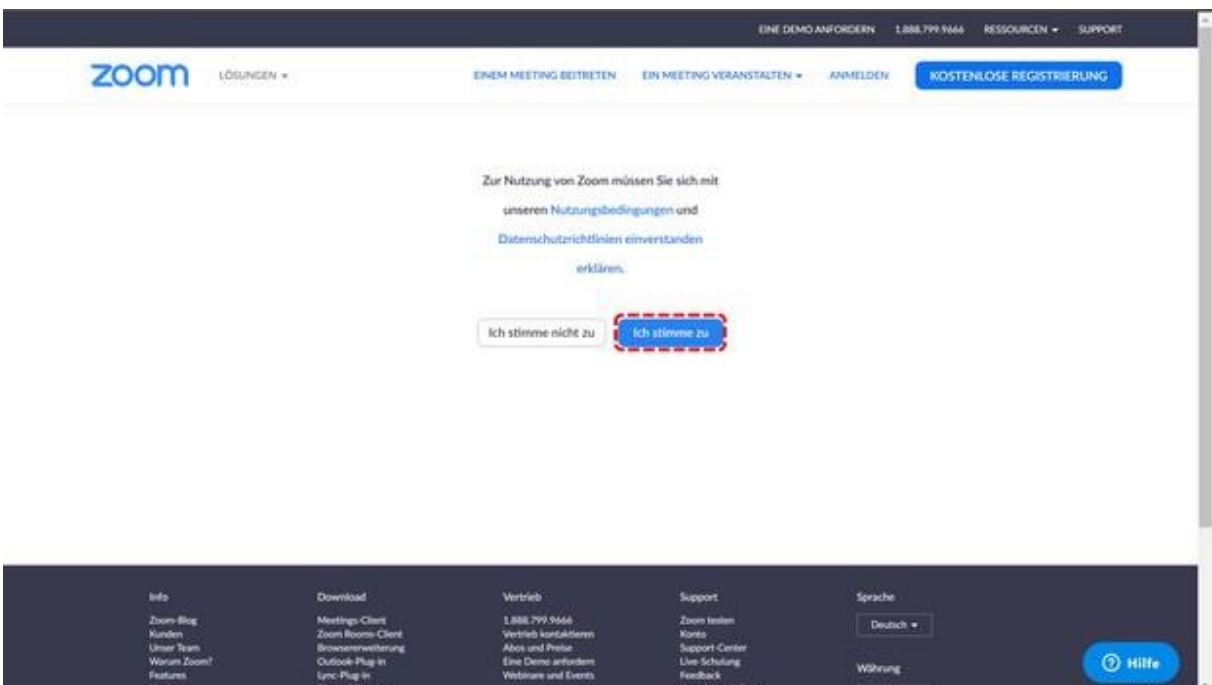 EINE DEMO ANFORDERN 1.888.799.9666 RESSOURCEN SUPPORT
zoom LÖSUNGEN EINEM MEETING BEITRETEN EIN MEETING VERANSTALTEN ANMELDEN KOSTENLOSE REGISTRIERUNG
Zur Nutzung von Zoom müssen Sie sich mit
unseren Nutzungsbedingungen und
Datenschutzrichtlinien einverstanden
erklären.
Ich stimme nicht zu Ich stimme zu
Info Download Vertrieb Support Sprache
Zoom-Blog Meetings-Client 1.888.799.9666 Zoom testen
Kunden Zoom Rooms-Client Vertrieb kontaktieren Konto Deutsch
Unser Team Browsererweiterung Abos und Preise Support-Center
Warum Zoom? Outlook-Plug-in Eine Demo anfordern Live-Schulung Währung
Features Lync-Plug-in Webinare und Events Feedback
Hilfe